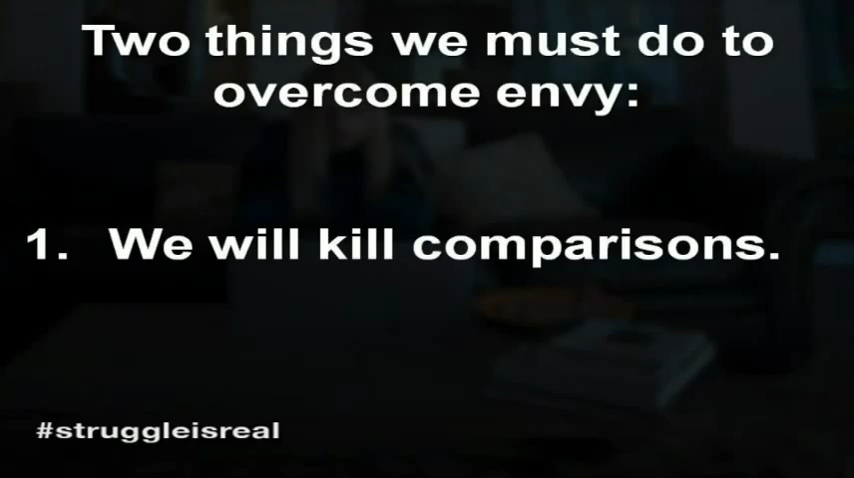 Two things we must do to
overcome envy:
1. We will kill comparisons.
#struggleisreal